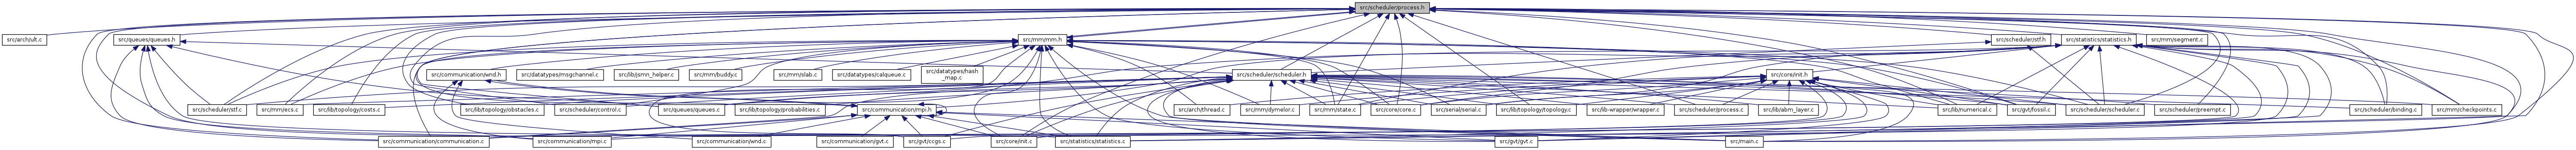 src/scheduler/process.h
src/arch/ult.c
src/queues/queues.h
src/mm/mm.h
src/scheduler/stf.h
src/statistics/statistics.h
src/mm/segment.c
src/communication/wnd.h
src/datatypes/msgchannel.c
src/lib/jsmn_helper.c
src/mm/buddy.c
src/mm/slab.c
src/datatypes/calqueue.c
src/datatypes/hash
_map.c
src/scheduler/scheduler.h
src/core/init.h
src/scheduler/stf.c
src/mm/ecs.c
src/lib/topology/costs.c
src/lib/topology/obstacles.c
src/scheduler/control.c
src/queues/queues.c
src/lib/topology/probabilities.c
src/communication/mpi.h
src/arch/thread.c
src/mm/dymelor.c
src/mm/state.c
src/core/core.c
src/serial/serial.c
src/lib/topology/topology.c
src/lib-wrapper/wrapper.c
src/scheduler/process.c
src/lib/abm_layer.c
src/lib/numerical.c
src/gvt/fossil.c
src/scheduler/scheduler.c
src/scheduler/preempt.c
src/scheduler/binding.c
src/mm/checkpoints.c
src/communication/communication.c
src/communication/mpi.c
src/communication/wnd.c
src/communication/gvt.c
src/gvt/ccgs.c
src/core/init.c
src/statistics/statistics.c
src/gvt/gvt.c
src/main.c